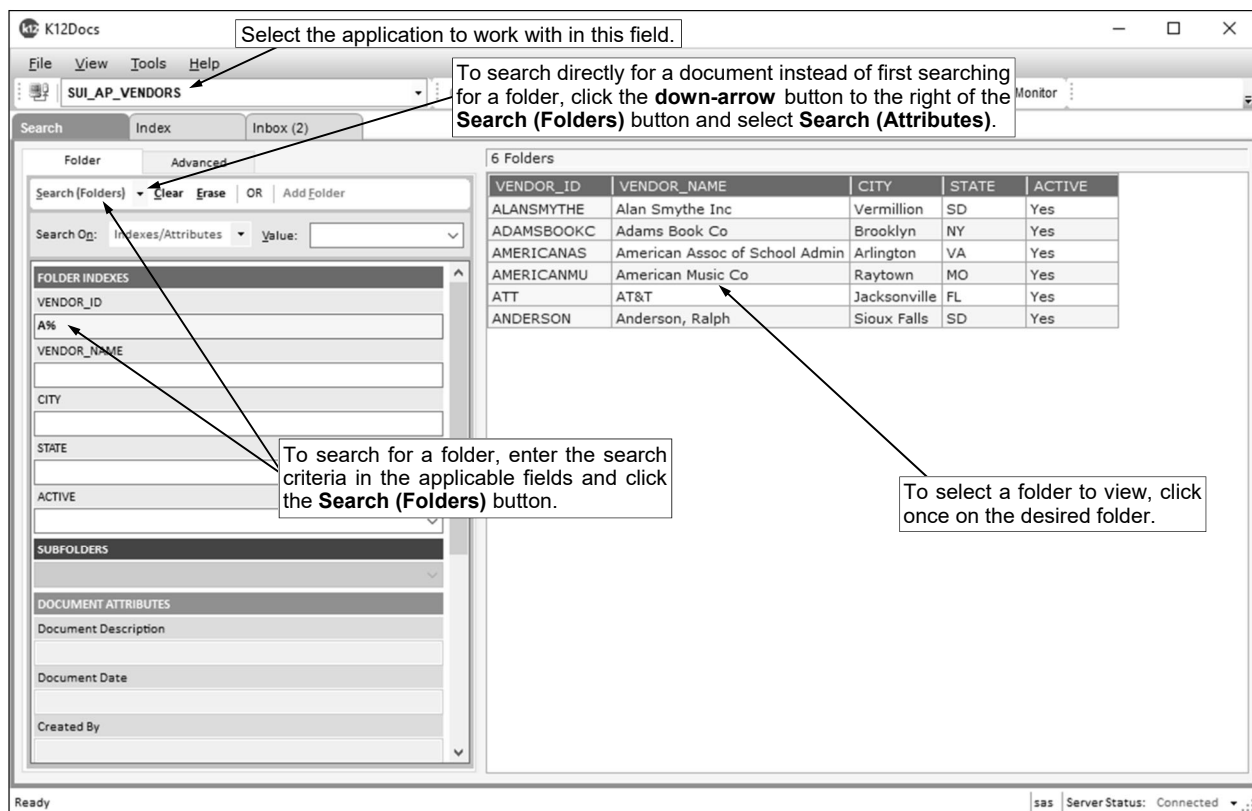 k12 K12Docs
Select the application to work with in this field.
File View Tools Help
SUI_AP_VENDORS
To search directly for a document instead of first searching
for a folder, click the down-arrow button to the right of the
Search (Folders) button and select Search (Attributes).
Monitor
Search Index Inbox (2)
Folder Advanced
Search (Folders) Clear Erase OR Add Folder
Search On: Indexes/Attributes Value:
FOLDER INDEXES
VENDOR_ID
A%
VENDOR_NAME
CITY
STATE
ACTIVE
To search for a folder, enter the search
criteria in the applicable fields and click
the Search (Folders) button.
SUBFOLDERS
DOCUMENT ATTRIBUTES
Document Description
Document Date
Created By
6 Folders
VENDOR_ID VENDOR_NAME CITY STATE ACTIVE
ALANSMYTHE Alan Smythe Inc Vermillion SD Yes
ADAMSBOOKC Adams Book Co Brooklyn NY Yes
AMERICANAS American Assoc of School Admin Arlington VA Yes
AMERICANMU American Music Co Raytown MO Yes
ATT AT&T Jacksonville FL Yes
ANDERSON Anderson, Ralph Sioux Falls SD Yes
To select a folder to view, click
once on the desired folder.
Ready sas Server Status: Connected